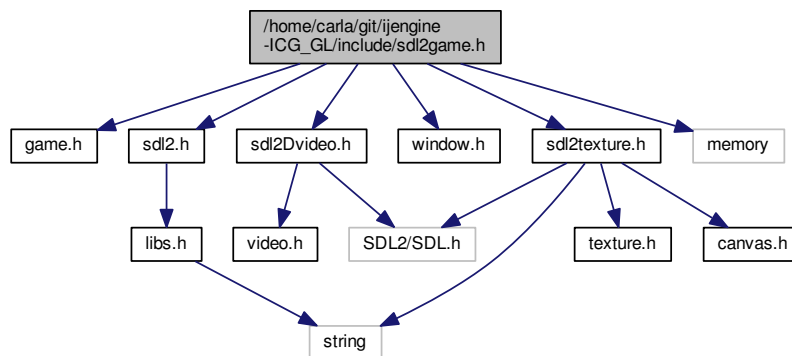 /home/carla/git/ijengine
-ICG_GL/include/sdl2game.h
game.h
sdl2.h
sdl2Dvideo.h
window.h
sdl2texture.h
memory
libs.h
video.h
SDL2/SDL.h
texture.h
canvas.h
string